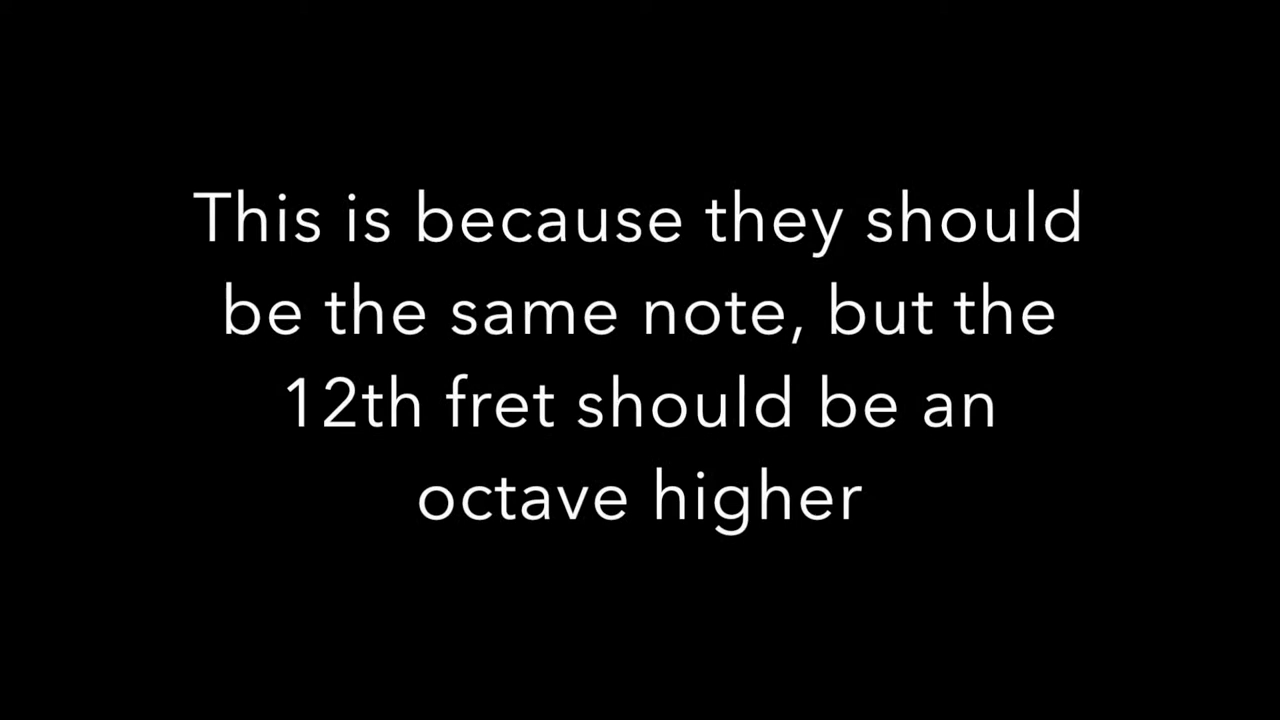 This is because they should
be the same note, but the
12th fret should be an
octave higher